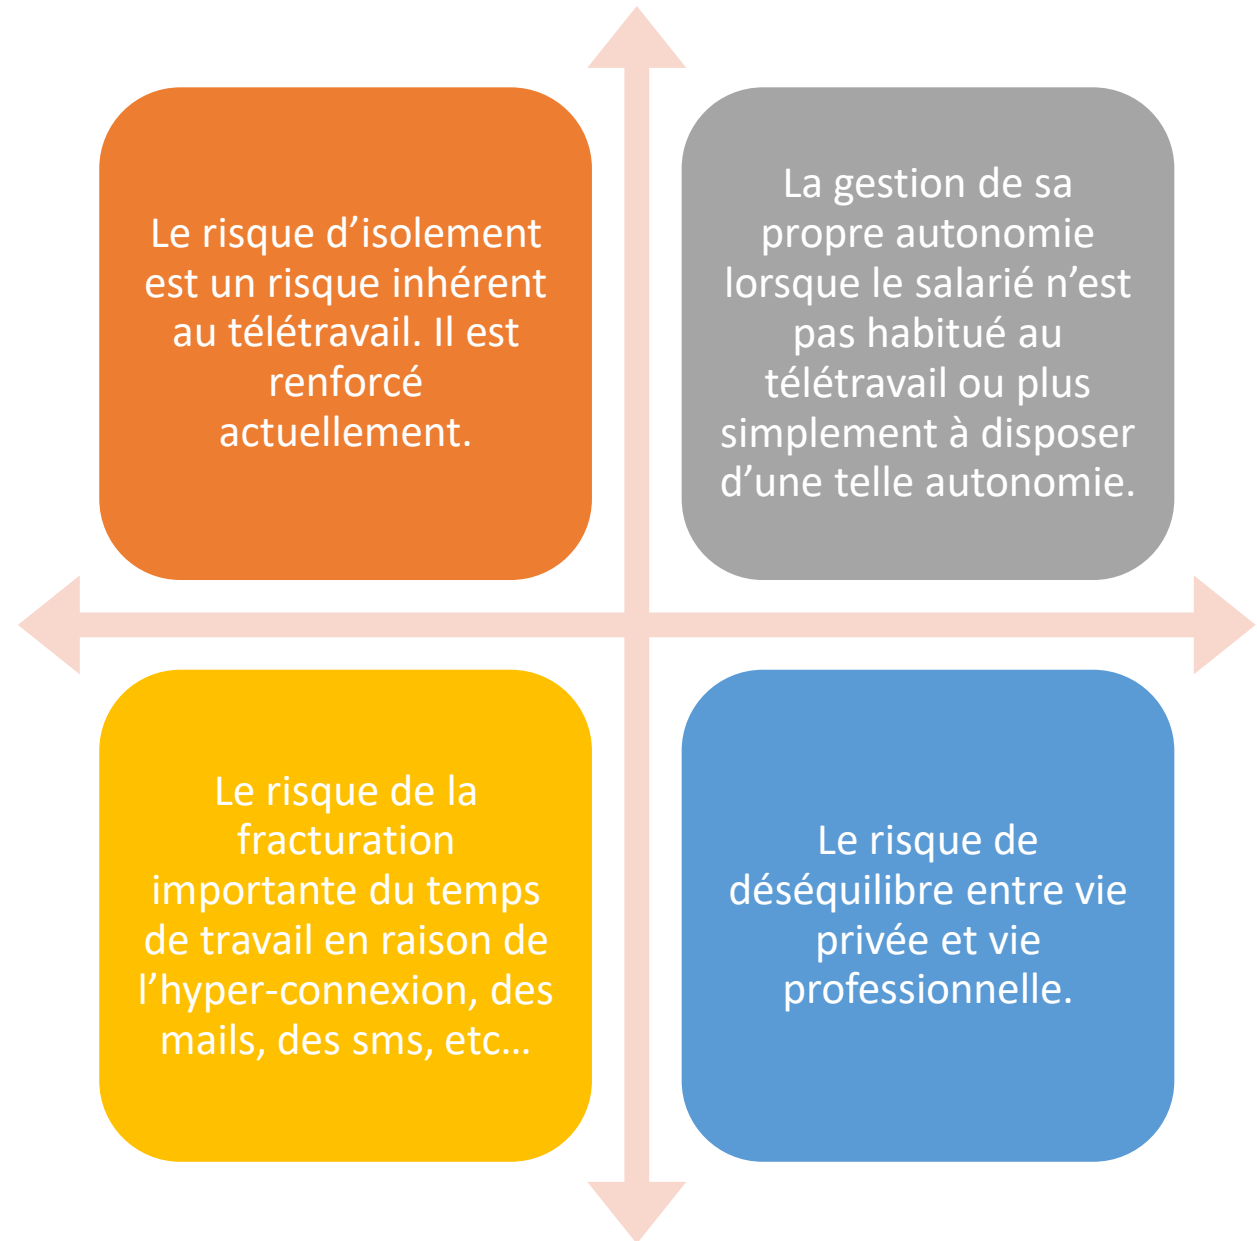 Le risque d’isolement
est un risque inhérent
au télétravail. Il est
renforcé
actuellement.
La gestion de sa
propre autonomie
lorsque le salarié n’est
pas habitué au
télétravail ou plus
simplement à disposer
d’une telle autonomie.
Le risque de la
fracturation
importante du temps
de travail en raison de
l’hyper-connexion, des
mails, des sms, etc…
Le risque de
déséquilibre entre vie
privée et vie
professionnelle.